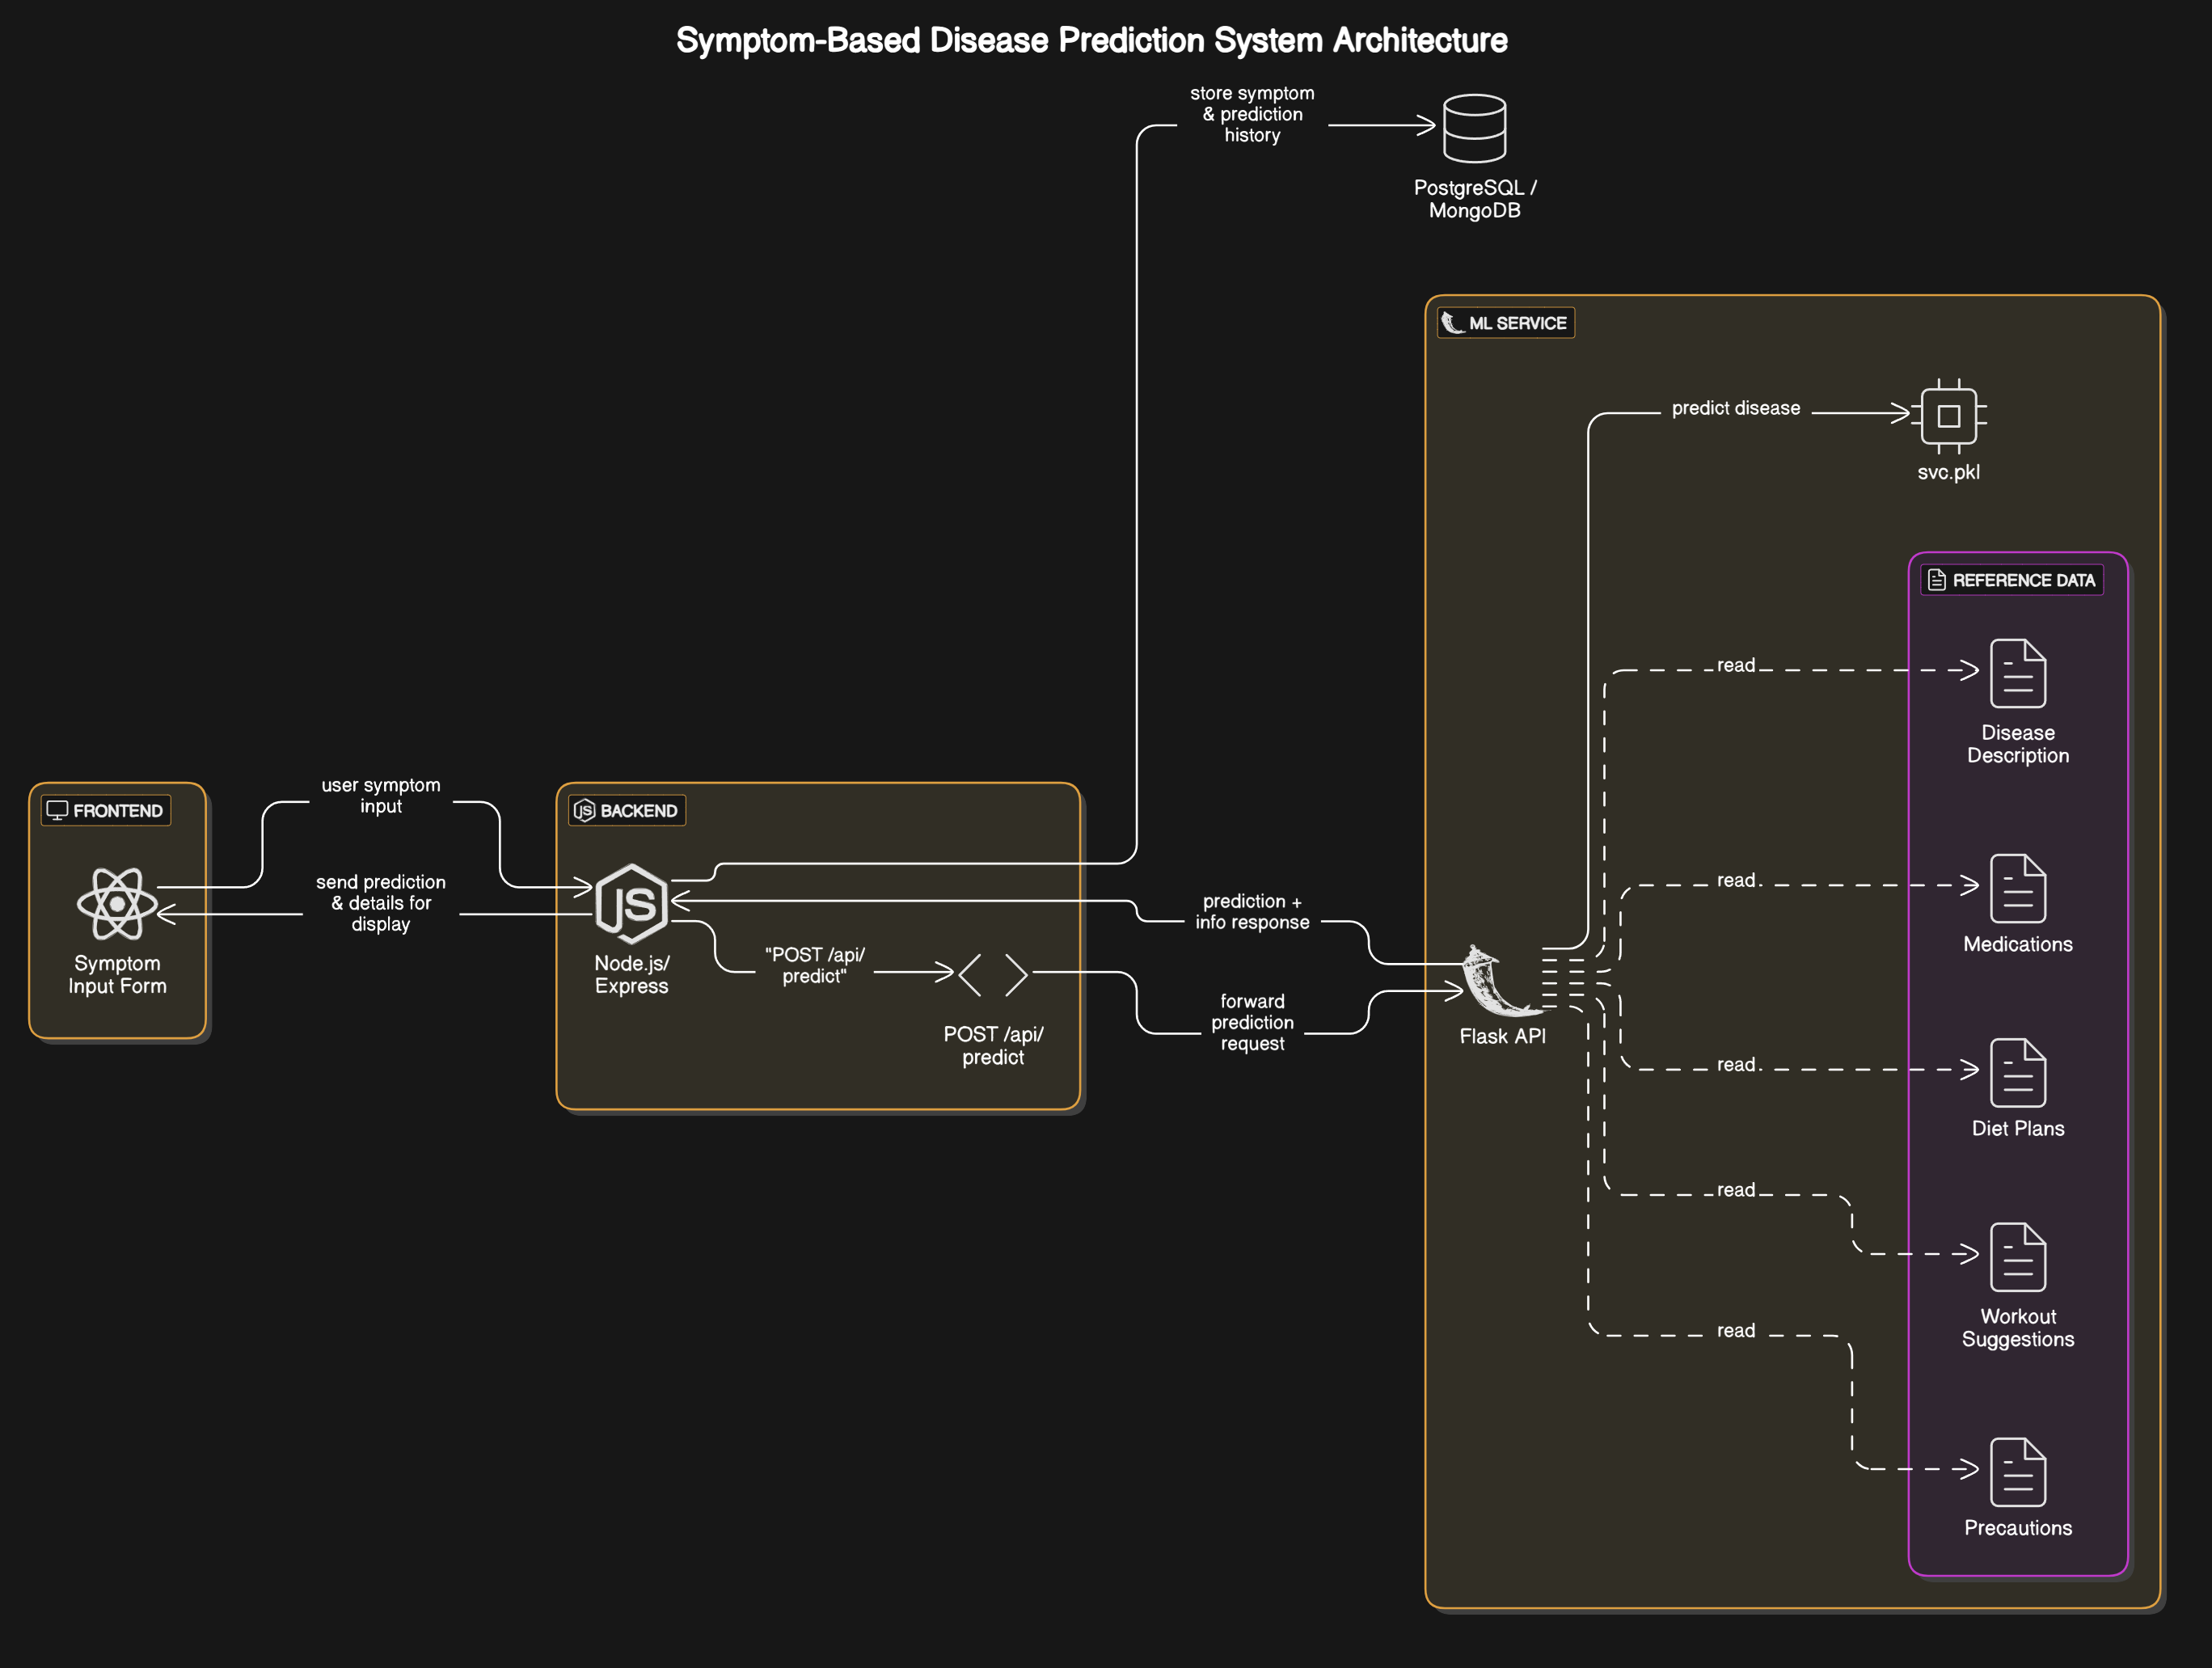 Symptom-Based Disease Prediction System Architecture
store symptom
& prediction
history
PostgreSQL /
MongoDB
ML SERVICE
predict disease
svc.pkl
REFERENCE DATA
read
Disease
Description
FRONTEND
user symptom
input
BACKEND
send prediction
& details for
display
Symptom
Input Form
JS
Node.js/
Express
"POST /api/
predict"
POST /api/
predict
prediction +
info response
forward
prediction
request
Flask API
read
Medications
read
Diet Plans
read
Workout
Suggestions
read
Precautions